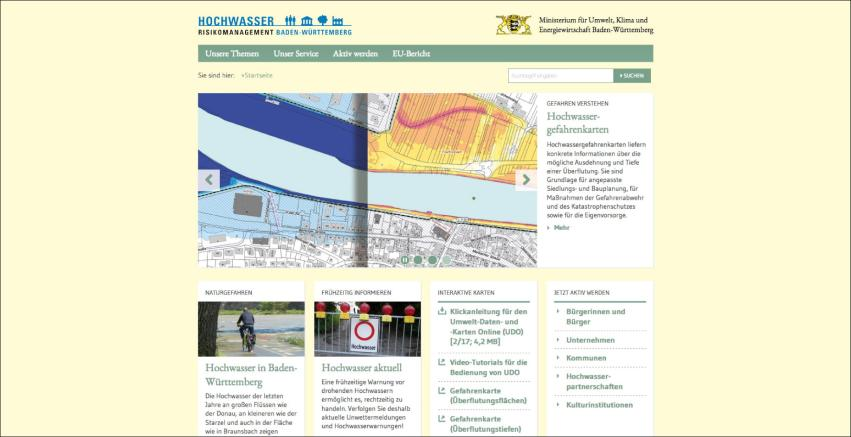 HOCHWASSER
RISIKOMANAGEMENT BADEN-WÜRTTEMBERG
Ministerium für Umwelt, Klima und
Energiewirtschaft Baden-Württemberg
Unsere Themen Unser Service Aktiv werden EU-Bericht
Sie sind hier: Startseite
Suchbegriff eingeben SUCHEN
GEFAHREN VERSTEHEN
Hochwasser-
gefahrenkarten
Hochwassergefahrenkarten liefern
konkrete Informationen über die
mögliche Ausdehnung und Tiefe
einer Überflutung. Sie sind
Grundlage für angepasste
Siedlungs- und Bauplanung, für
Maßnahmen der Gefahrenabwehr
und des Katastrophenschutzes
sowie für die Eigenvorsorge.
Mehr
NATURGEFAHREN
Hochwasser in Baden-
Württemberg
Die Hochwasser der letzten
Jahre an großen Flüssen wie
der Donau, an kleineren wie der
Starzel und auch in der Fläche
wie in Braunsbach zeigen
FRÜHZEITIG INFORMIEREN
Hochwasser
Hochwasser aktuell
Eine frühzeitige Warnung vor
drohenden Hochwassern
ermöglicht es, rechtzeitig zu
handeln. Verfolgen Sie deshalb
aktuelle Unwettermeldungen
und Hochwasserwarnungen!
INTERAKTIVE KARTEN
Klickanleitung für den
Umwelt-Daten- und
-Karten Online (UDO)
[2/17; 4,2 MB]
Video-Tutorials für die
Bedienung von UDO
Gefahrenkarte
(Überflutungsflächen)
Gefahrenkarte
(Überflutungstiefen)
JETZT AKTIV WERDEN
Bürgerinnen und
Bürger
Unternehmen
Kommunen
Hochwasser-
partnerschaften
Kulturinstitutionen